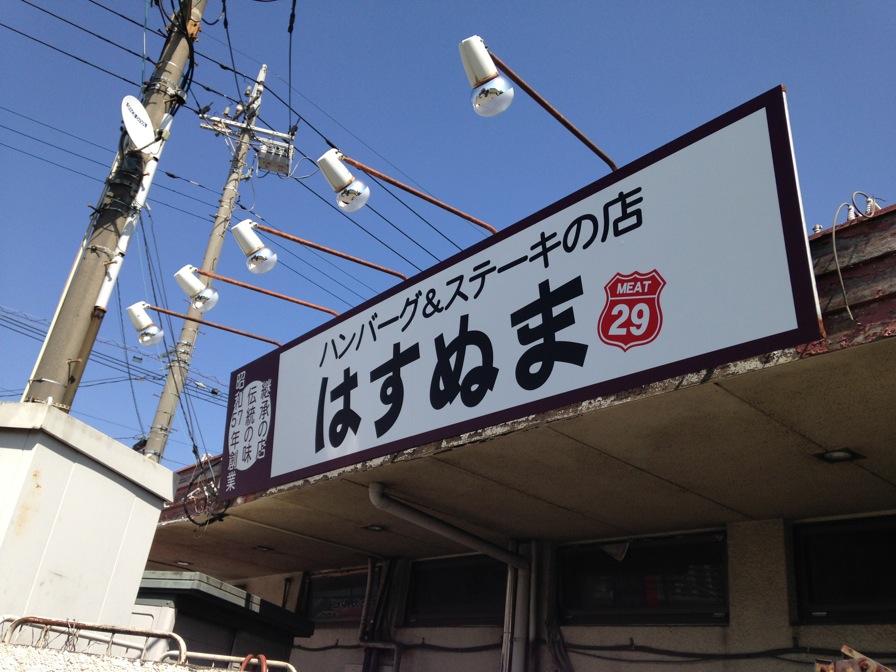 ハンバーグ&ステーキの店
はすぬま
MEAT
29
継承の店
伝統の味
昭和57年創業